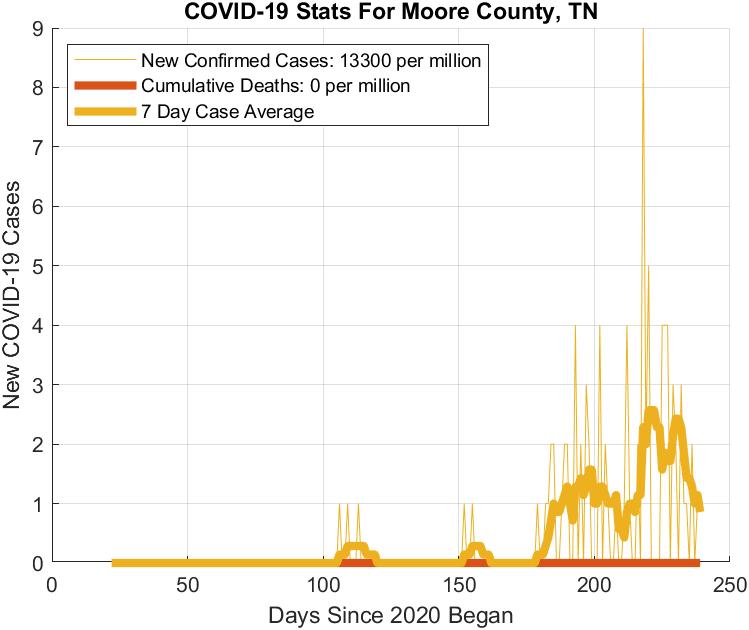 COVID-19 Stats For Moore County, TN
New Confirmed Cases: 13300 per million
Cumulative Deaths: 0 per million
7 Day Case Average
New COVID-19 Cases
9
8
7
6
5
4
3
2
1
0
0 50 100 150 200 250
Days Since 2020 Began